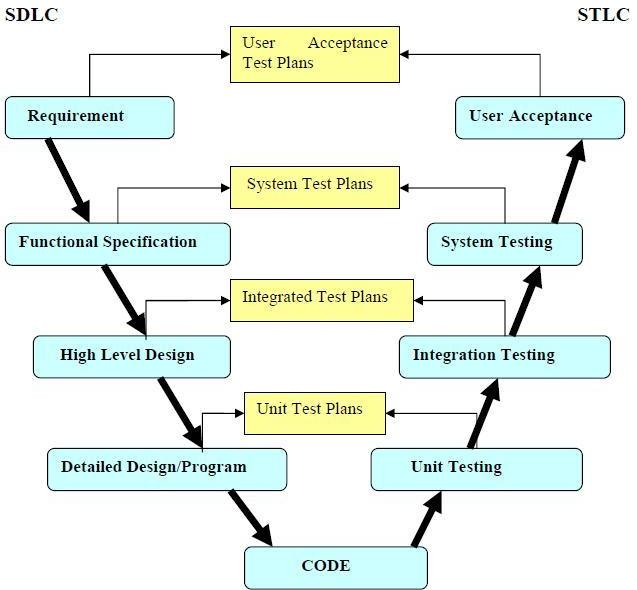 SDLC
STLC
User Acceptance
Test Plans
Requirement
User Acceptance
System Test Plans
Functional Specification
System Testing
Integrated Test Plans
High Level Design
Integration Testing
Unit Test Plans
Detailed Design/Program
Unit Testing
CODE